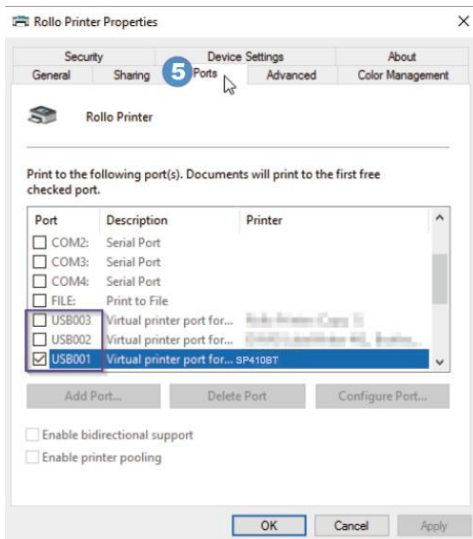 Rollo Printer Properties
Security Device Settings About
General Sharing 5 Ports Advanced Color Management
Rollo Printer
Print to the following port(s). Documents will print to the first free
checked port.
Port Description Printer
COM2: Serial Port
COM3: Serial Port
COM4: Serial Port
FILE: Print to File
USB003 Virtual printer port for...
USB002 Virtual printer port for...
USB001 Virtual printer port for... SP410BT
Add Port... Delete Port Configure Port...
Enable bidirectional support
Enable printer pooling
OK Cancel Apply